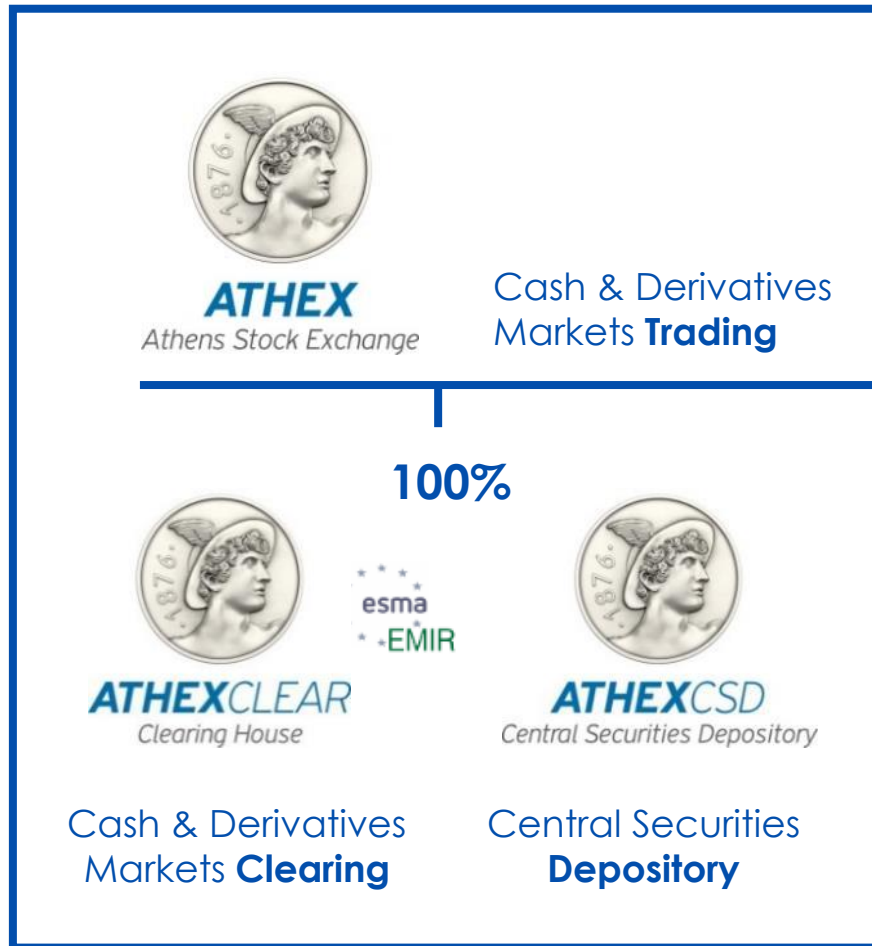 ·1876·
ATHEX
Athens Stock Exchange
Cash & Derivatives
Markets Trading
100%
·1876·
esma
EMIR
·1876·
ATHEXCLEAR
Clearing House
ATHEXCSD
Central Securities Depository
Cash & Derivatives
Markets Clearing
Central Securities
Depository